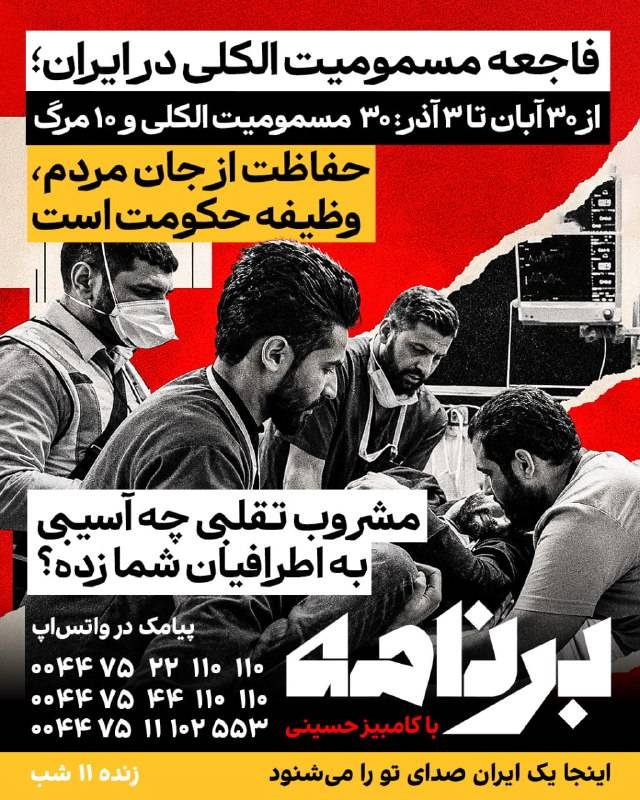 فاجعه مسمومیت الکلی در ایران؛
از ۳۰ آبان تا ۳ آذر: ۳۰ مسمومیت الکلی و ۱۰ مرگ
حفاظت از جان مردم،
وظیفه حکومت است
مشروب تقلبی چه آسیبی
به اطرافیان شما زده؟
پیامک در واتس‌اپ
۰۰۴۴ ۷۵ ۲۲ ۱۱۰ ۱۱۰
۰۰۴۴ ۷۵ ۴۴ ۱۱۰ ۱۱۰
۰۰۴۴ ۷۵ ۱۱ ۱۰۲ ۵۵۳
برنامه
با کامبیز حسینی
اینجا یک ایران صدای تو را می‌شنود
زنده ۱۱ شب